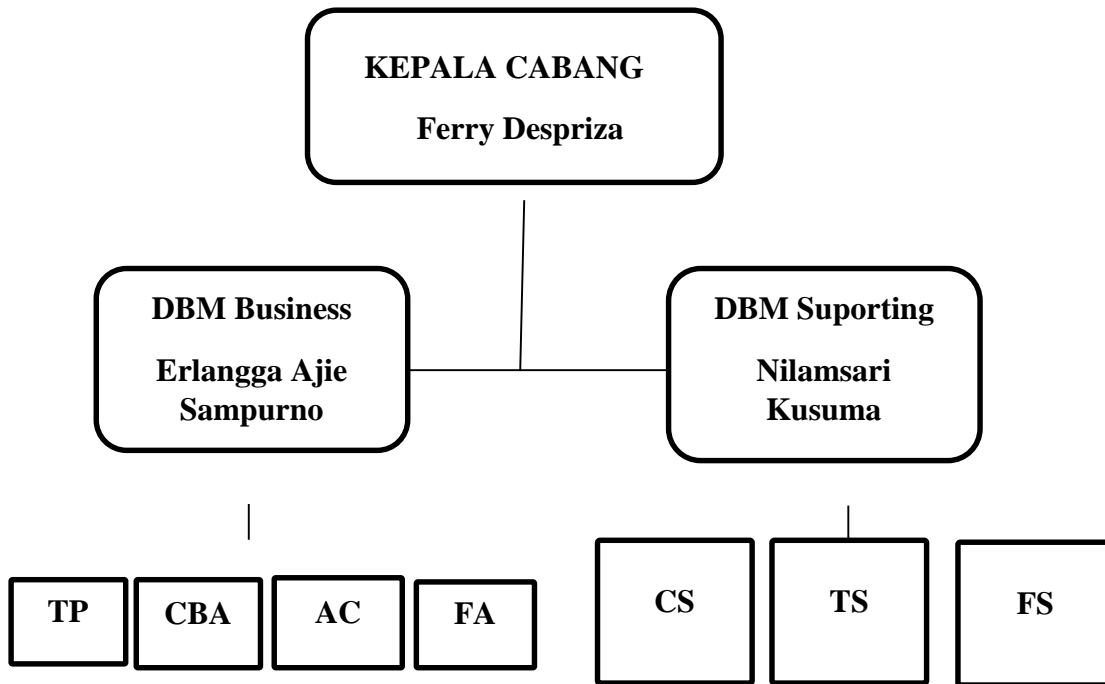 KEPALA CABANG
Ferry Despriza
DBM Business
Erlangga Ajie
Sampurno
DBM Suporting
Nilamsari
Kusuma
TP
CBA
AC
FA
CS
TS
FS